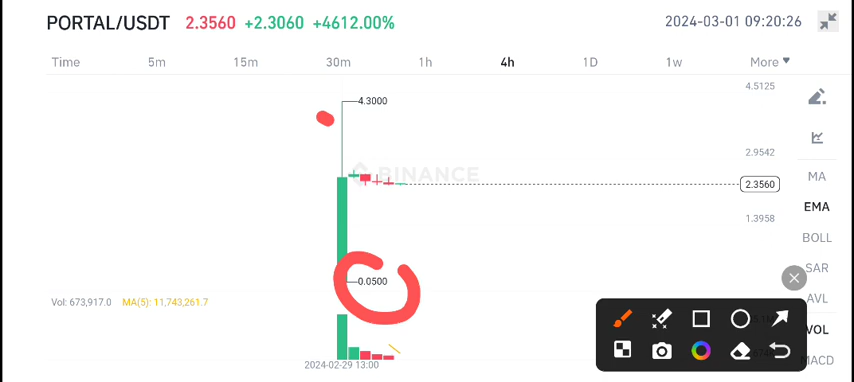 PORTAL/USDT 2.3560 +2.3060 +4612.00% 2024-03-01 09:20:26
Time 5m 15m 30m 1h 4h 1D 1w More
4.5125
4.3000
2.9542
BINANCE
MA
2.3560
EMA
1.3958
BOLL
SAR
0.0500
AVL
Vol: 673,917.0 MA(5): 11,743,261.7
VOL
MACD
2024-02-29 13:00